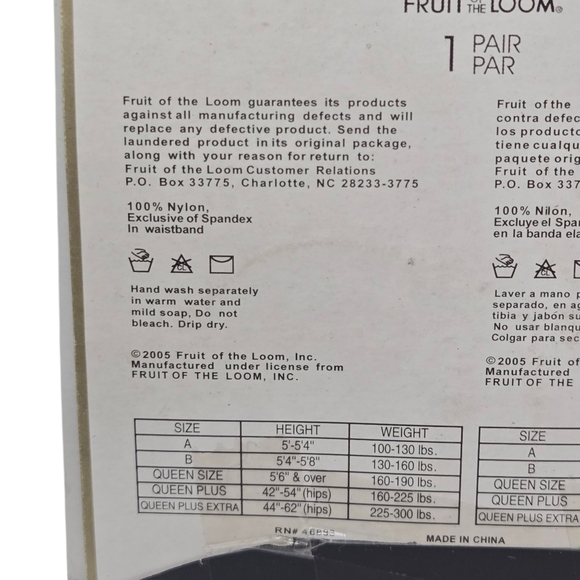 FRUIT OF THE LOOM®
1 PAIR
PAR
Fruit of the Loom guarantees its products
against all manufacturing defects and will
replace any defective product. Send the
laundered product in its original package,
along with your reason for return to:
Fruit of the Loom Customer Relations
P.O. Box 33775, Charlotte, NC 28233-3775
100% Nylon,
Exclusive of Spandex
In waistband
CL
Hand wash separately
in warm water and
mild soap, Do not
bleach. Drip dry.
©2005 Fruit of the Loom, Inc.
Manufactured under license from
FRUIT OF THE LOOM, INC.
Fruit of the
contra defec
los producto
tiene cualqu
paquete orig
Fruit of the
P.O. Box 337
100% Nilón,
Excluye el Spa
en la banda ela
CL
Lavar a mano p
separado, en ag
tibia y jabón su
No usar blanqu
Colgar para sec
©2005 Fruit of
Manufactured
FRUIT OF THE
SIZE HEIGHT WEIGHT
A 5'-5'4" 100-130 lbs.
B 5'4"-5'8" 130-160 lbs.
QUEEN SIZE 5'6" & over 160-190 lbs.
QUEEN PLUS 42"-54" (hips) 160-225 lbs.
QUEEN PLUS EXTRA 44"-62" (hips) 225-300 lbs.
SIZE
A
B
QUEEN SIZE
QUEEN PLUS
QUEEN PLUS EXTRA
RN#
MADE IN CHINA